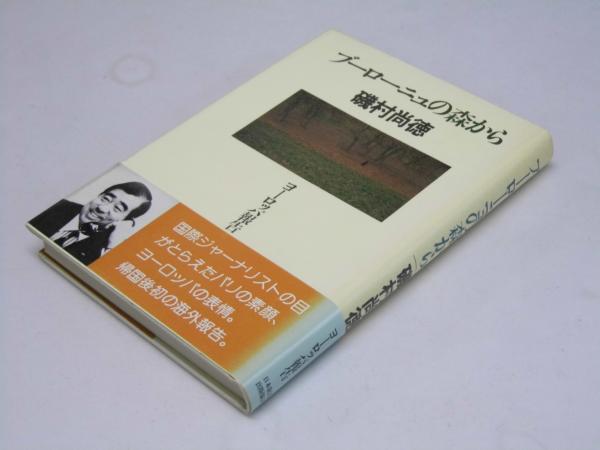 ブーローニュの森から
磯村尚徳
ヨーロッパ報告
国際ジャーナリストの目
がとらえたパリの素顔、
ヨーロッパの表情。
帰国後初の海外報告。
ブーローニュの森から
磯村尚徳
ヨーロッパ報告